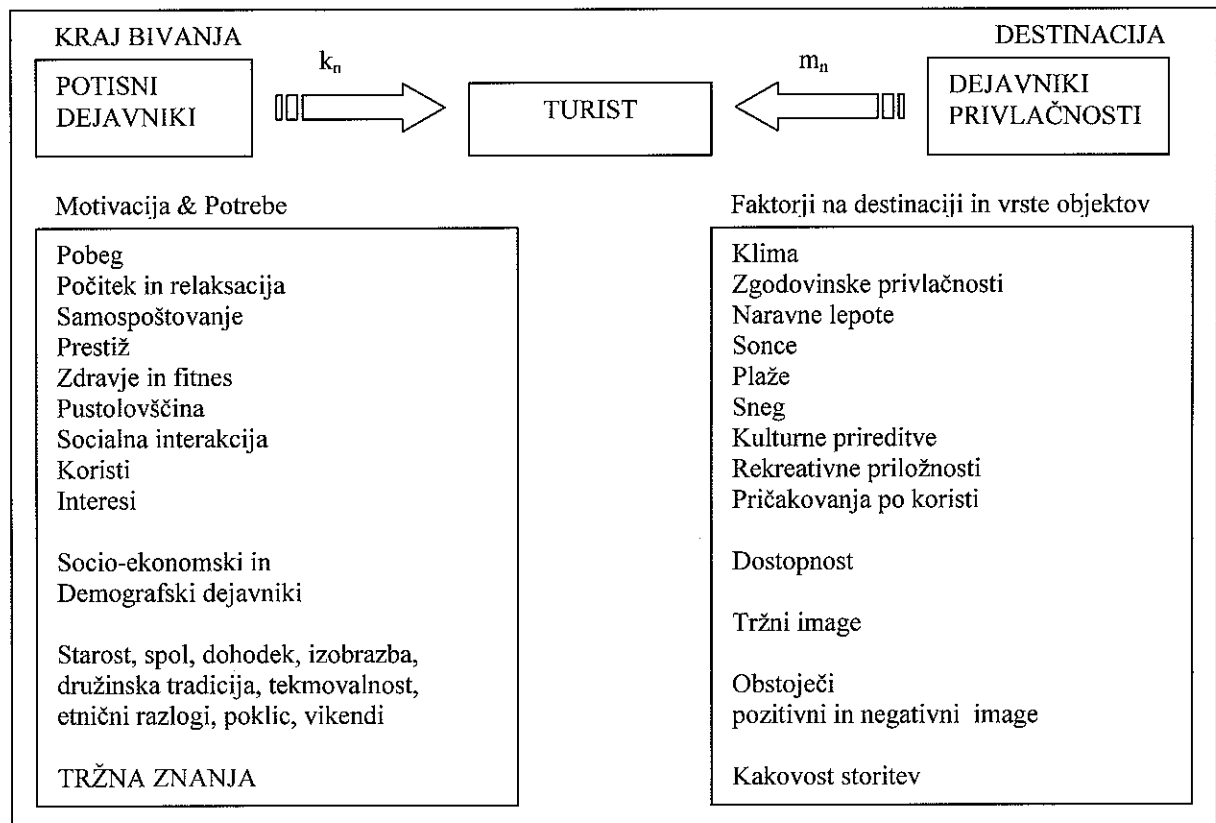 KRAJ BIVANJA
DESTINACIJA
POTISNI
DEJAVNIKI
kₙ
TURIST
mₙ
DEJAVNIKI
PRIVLAČNOSTI
Motivacija & Potrebe
Pobeg
Počitek in relaksacija
Samospoštovanje
Prestiž
Zdravje in fitnes
Pustolovščina
Socialna interakcija
Koristi
Interesi
Socio-ekonomski in
Demografski dejavniki
Starost, spol, dohodek, izobrazba,
družinska tradicija, tekmovalnost,
etnični razlogi, poklic, vikendi
TRŽNA ZNANJA
Faktorji na destinaciji in vrste objektov
Klima
Zgodovinske privlačnosti
Naravne lepote
Sonce
Plaže
Sneg
Kulturne prireditve
Rekreativne priložnosti
Pričakovanja po koristi
Dostopnost
Tržni image
Obstoječi
pozitivni in negativni image
Kakovost storitev